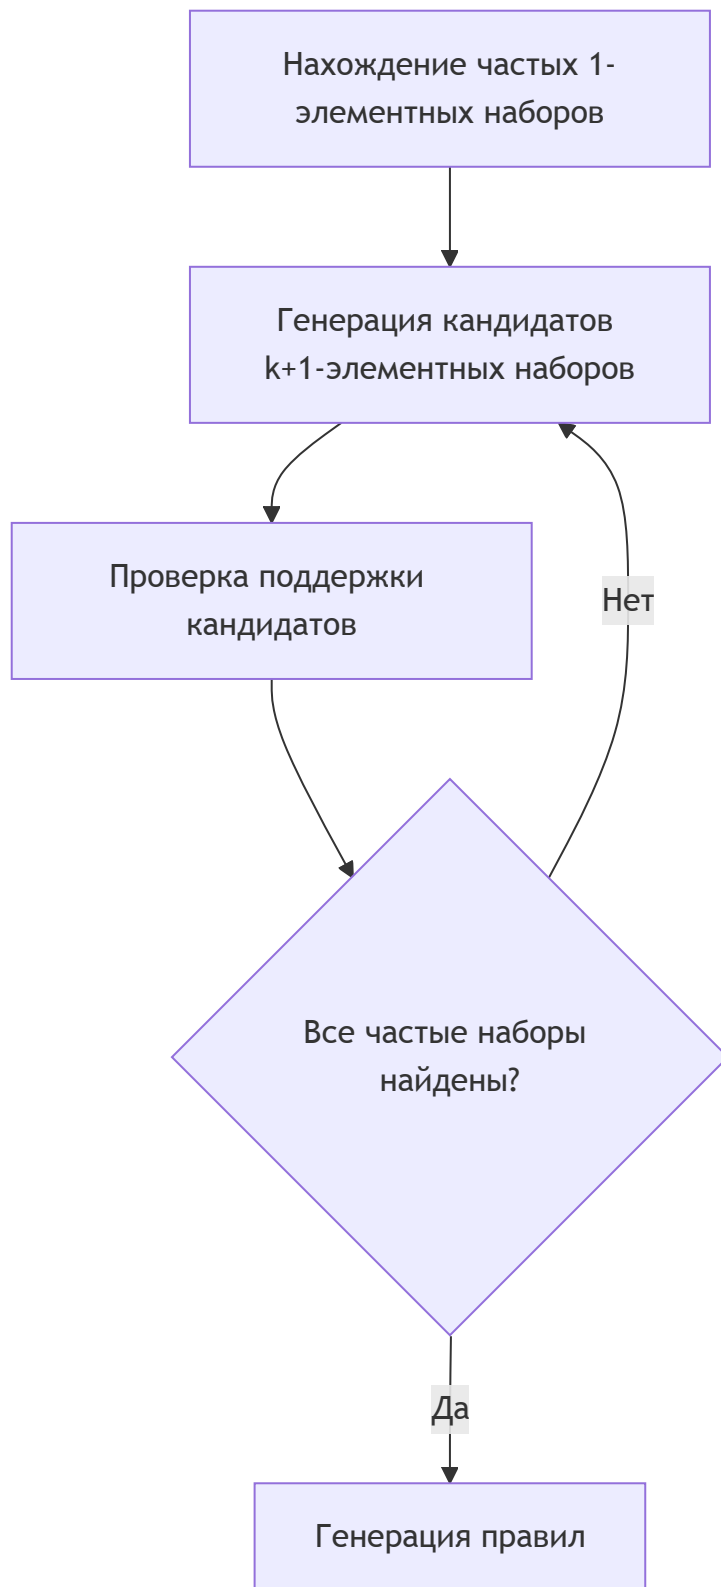 Нахождение частых 1-
элементных наборов
Генерация кандидатов
k+1-элементных наборов
Проверка поддержки
кандидатов
Нет
Все частые наборы
найдены?
Да
Генерация правил